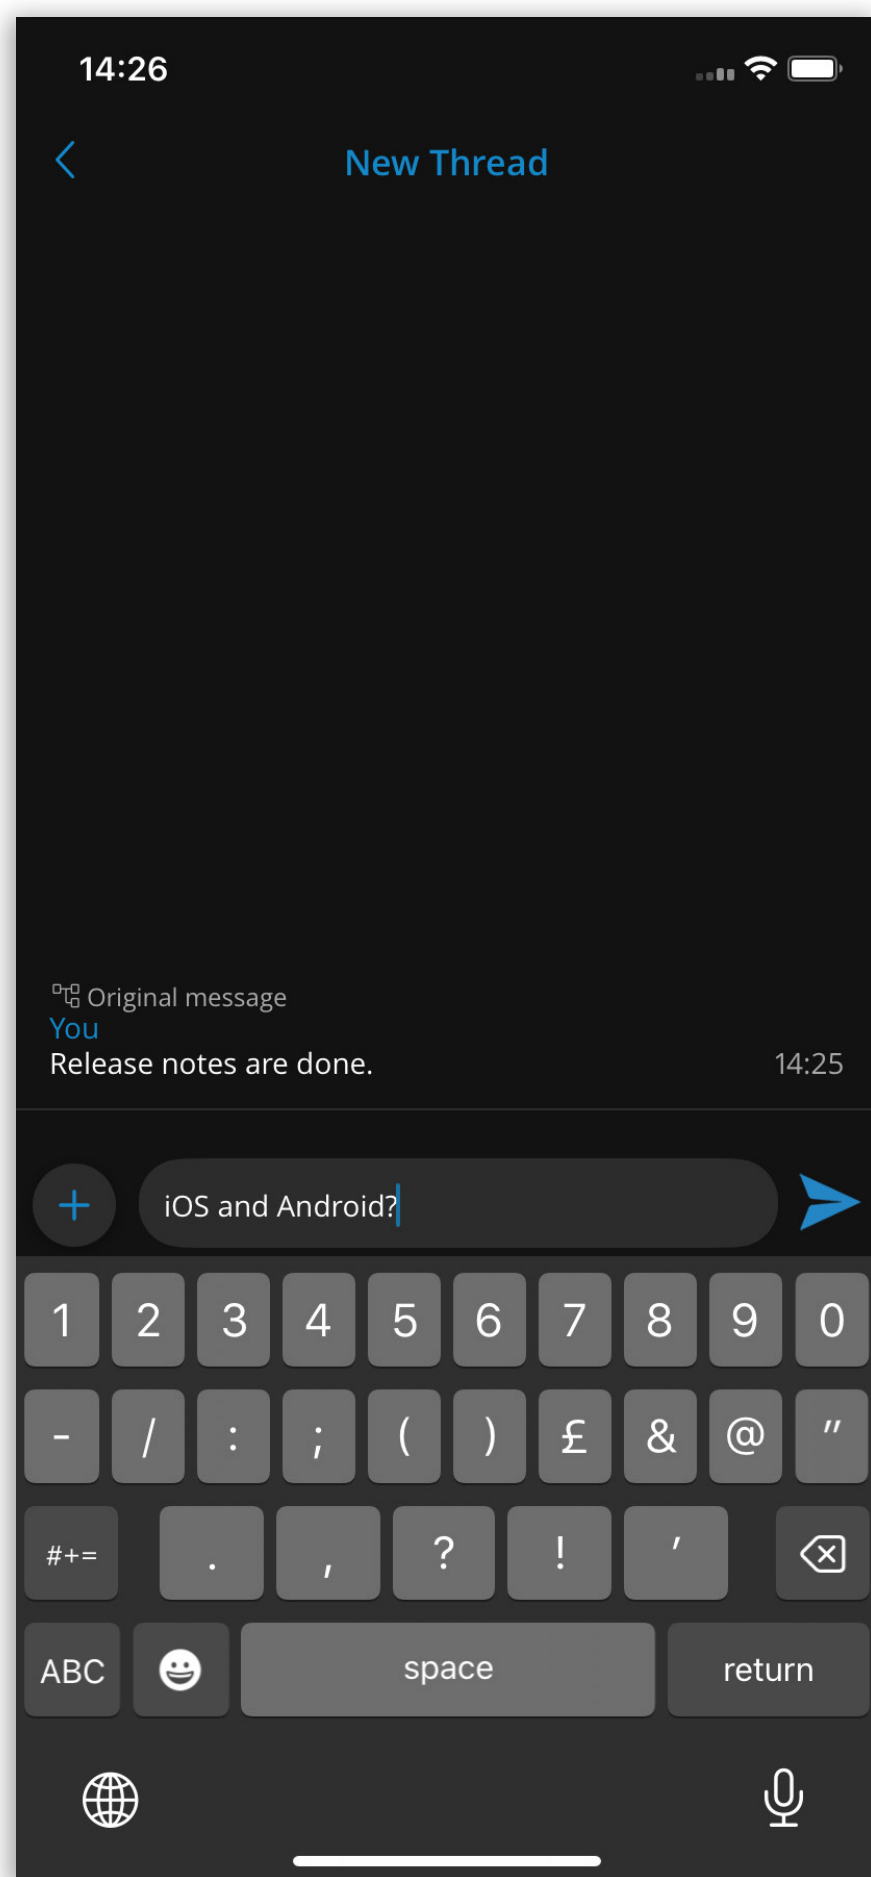 14:26
New Thread
Original message
You
Release notes are done. 14:25
iOS and Android?
1 2 3 4 5 6 7 8 9 0
- / : ; ( ) £ & @ "
#+= . , ? ! '
ABC space return